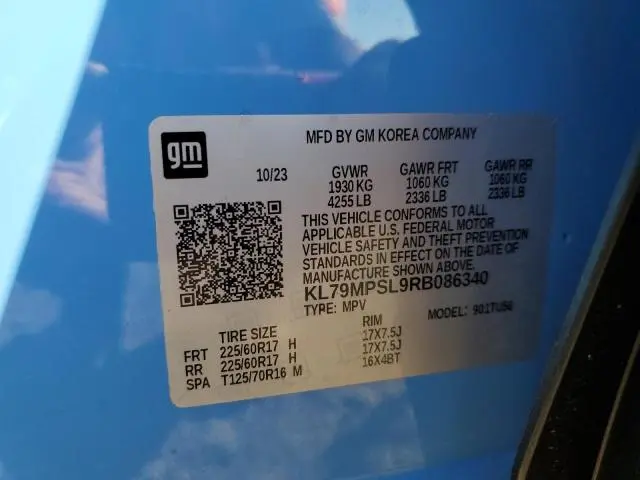 gm
MFD BY GM KOREA COMPANY
10/23 GVWR GAWR FRT GAWR RR
1930 KG 1060 KG 1060 KG
4255 LB 2336 LB 2336 LB
THIS VEHICLE CONFORMS TO ALL
APPLICABLE U.S. FEDERAL MOTOR
VEHICLE SAFETY AND THEFT PREVENTION
STANDARDS IN EFFECT ON THE DATE OF
MANUFACTURE SHOWN ABOVE.
KL79MPSL9RB086340
TYPE: MPV MODEL: 901TU58
TIRE SIZE RIM
FRT 225/60R17 H 17X7.5J
RR 225/60R17 H 17X7.5J
SPA T125/70R16 M 16X4BT